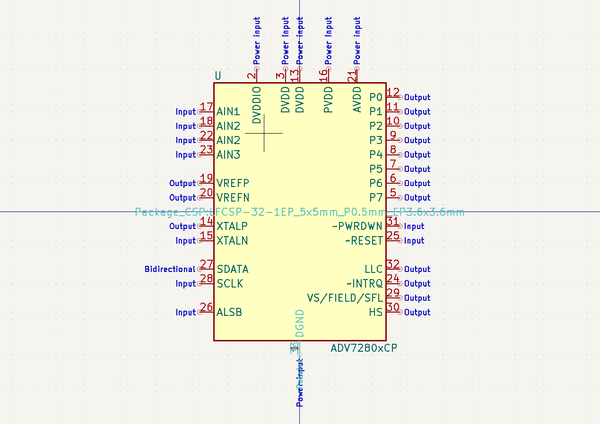 Power Input
Power Input
Power Input
Power Input
Power Input
U
2
3
13
16
21
DVDDIO
DVDD
DVDD
PVDD
AVDD
P0 12 Output
Input 17 AIN1 P1 11 Output
Input 18 AIN2 P2 10 Output
Input 22 AIN2 P3 9 Output
Input 23 AIN3 P4 8 Output
P5 7 Output
Output 19 VREFP P6 6 Output
Output 20 VREFN P7 5 Output
Package_CSP:LFCSP-32-1EP_5x5mm_P0.5mm_EP3.6x3.6mm
Output 14 XTALP ~PWRDWN 31 Input
Input 15 XTALN ~RESET 25 Input
Bidirectional 27 SDATA LLC 32 Output
Input 28 SCLK ~INTRQ 24 Output
VS/FIELD/SFL 29 Output
Input 26 ALSB HS 30 Output
DGND
ADV7280xCP
Power Input